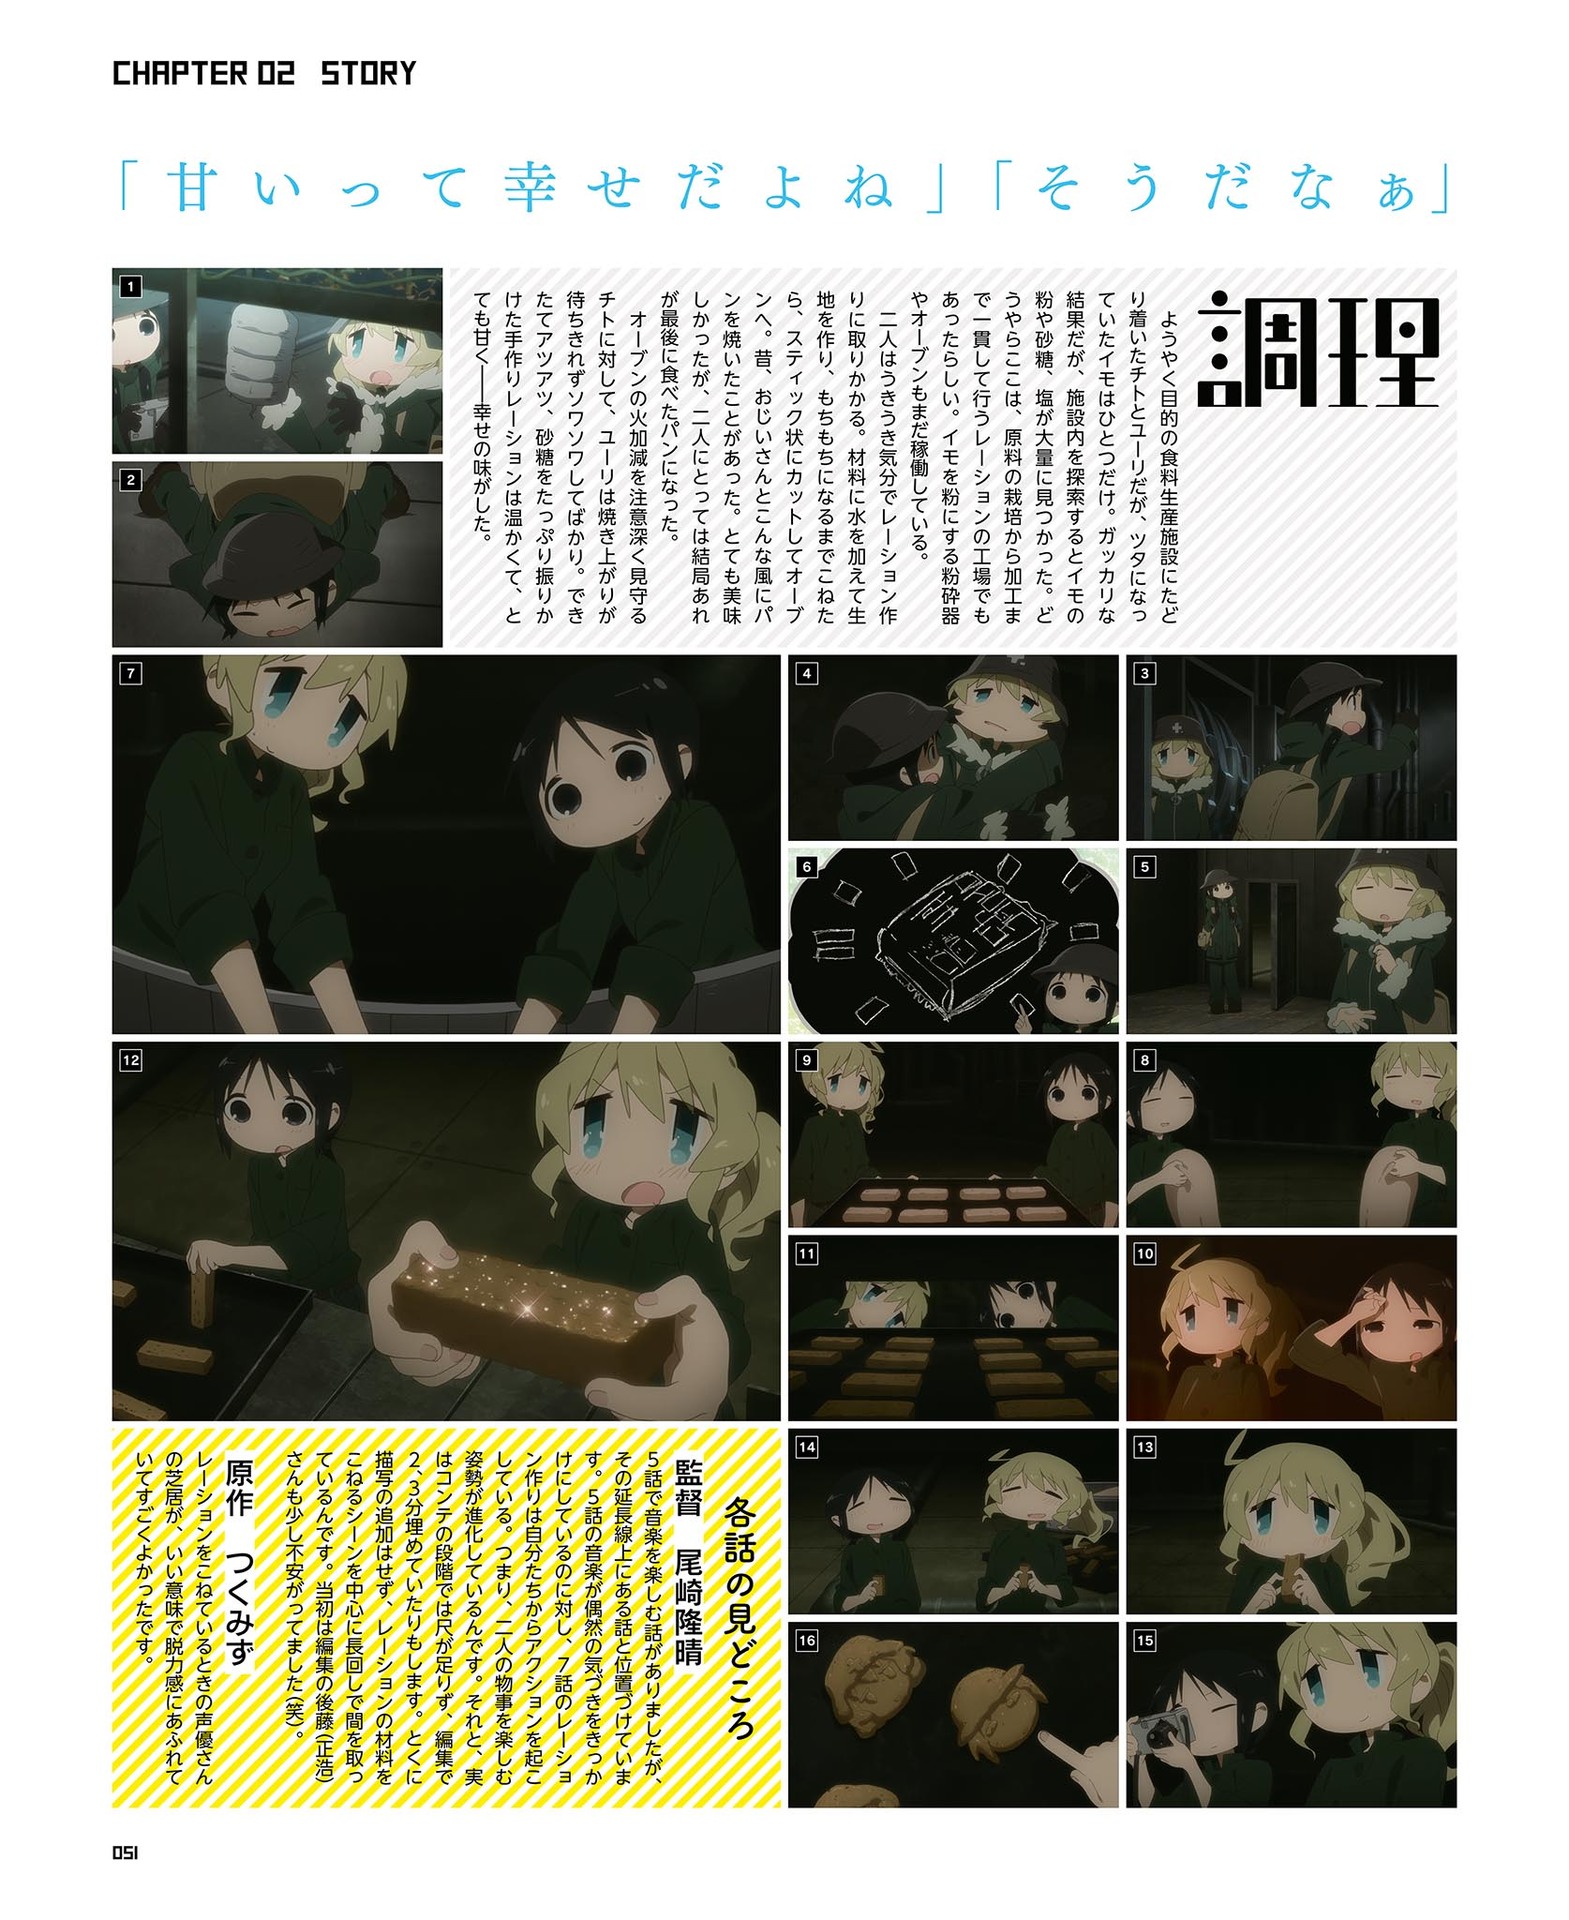 CHAPTER 02 STORY
「甘いって幸せだよね」「そうだなぁ」
調理
ようやく目的の食料生産施設にたど
り着いたチトとユーリだが、ツタになっ
ていたイモはひとつだけ。ガッカリな
結果だが、施設内を探索するとイモの
粉や砂糖、塩が大量に見つかった。ど
うやらここは、原料の栽培から加工ま
で一貫して行うレーションの工場でも
あったらしい。イモを粉にする粉砕器
やオーブンもまだ稼働している。
二人はうきうき気分でレーション作
りに取りかかる。材料に水を加えて生
地を作り、もちもちになるまでこねた
ら、スティック状にカットしてオーブ
ンへ。昔、おじいさんとこんな風にパ
ンを焼いたことがあった。とても美味
しかったが、二人にとっては結局あれ
が最後に食べたパンになった。
オーブンの火加減を注意深く見守る
チトに対して、ユーリは焼き上がりが
待ちきれずソワソワしてばかり。でき
たてアツアツ、砂糖をたっぷり振りか
けた手作りレーションは温かくて、と
ても甘く――幸せの味がした。
1
2
3
4
5
6
7
8
9
10
11
12
13
14
15
16
各話の見どころ
監督 尾崎隆晴
5話で音楽を楽しむ話がありましたが、
その延長線上にある話と位置づけていま
す。5話の音楽が偶然の気づきをきっか
けにしているのに対し、7話のレーショ
ン作りは自分たちからアクションを起こ
している。つまり、二人の物事を楽しむ
姿勢が進化しているんです。それと、実
はコンテの段階では尺が足りず、編集で
2、3分埋めていたりもします。とくに
描写の追加はせず、レーションの材料を
こねるシーンを中心に長回しで間を取っ
ているんです。当初は編集の後藤(正浩)
さんも少し不安がってました(笑)。
原作 つくみず
レーションをこねているときの声優さん
の芝居が、いい意味で脱力感にあふれて
いてすごくよかったです。
051